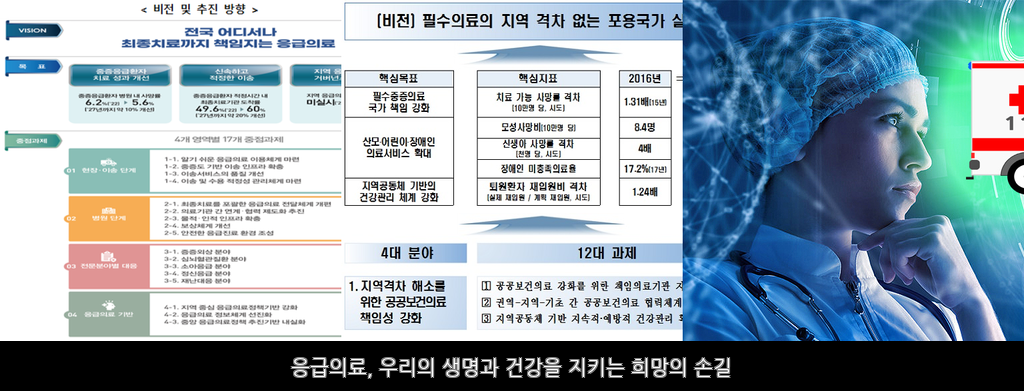 < 비전 및 추진 방향 >
VISION
전국 어디서나
최종치료까지 책임지는 응급의료
목 표
중증응급환자
치료 성과 개선
중증응급환자 병원 내 사망률
6.2%('22) ▶ 5.6%
('27년까지 약 10% 개선)
신속하고
적정한 이송
중증응급환자 적정시간 내
최종치료기관 도착률
49.6%('22) ▶ 60%
('27년까지 약 20% 개선)
지역 응
거버넌
지역 응급의
미실시('2
중점과제
4개 영역별 17개 중점과제
01 현장·이송 단계
1-1. 알기 쉬운 응급의료 이용체계 마련
1-2. 중증도 기반 이송 인프라 확충
1-3. 이송서비스의 품질 개선
1-4. 이송 및 수용 적정성 관리체계 마련
02 병원 단계
2-1. 최종치료를 포괄한 응급의료 전달체계 개편
2-2. 의료기관 간 연계·협력 제도화 추진
2-3. 물적·인적 인프라 확충
2-4. 보상체계 개선
2-5. 안전한 응급진료 환경 조성
03 전문분야별 대응
3-1. 중증외상 분야
3-2. 심뇌혈관질환 분야
3-3. 소아응급 분야
3-4. 정신응급 분야
3-5. 재난대응 분야
04 응급의료 기반
4-1. 지역 중심 응급의료정책기반 강화
4-2. 응급의료 정보체계 선진화
4-3. 중앙 응급의료정책 추진기반 내실화
[비전] 필수의료의 지역 격차 없는 포용국가 실
핵심목표
핵심지표
2016년
필수중증의료
국가 책임 강화
치료 가능 사망률 격차
[10만명 당, 시도]
1.31배(15년)
산모·어린이·장애인
의료서비스 확대
모성사망비[10만명 당]
8.4명
신생아 사망률 격차
[천명 당, 시도]
4배
장애인 미충족의료율
17.2%(17년)
지역공동체 기반의
건강관리 체계 강화
퇴원환자 재입원비 격차
[실제 재입원 / 계획 재입원, 시도]
1.24배
4대 분야
12대 과제
1. 지역격차 해소를
위한 공공보건의료
책임성 강화
1 공공보건의료 강화를 위한 책임의료기관 지
2 권역-지역-기초 간 공공보건의료 협력체계
3 지역공동체 기반 지속적·예방적 건강관리
11
응급의료, 우리의 생명과 건강을 지키는 희망의 손길